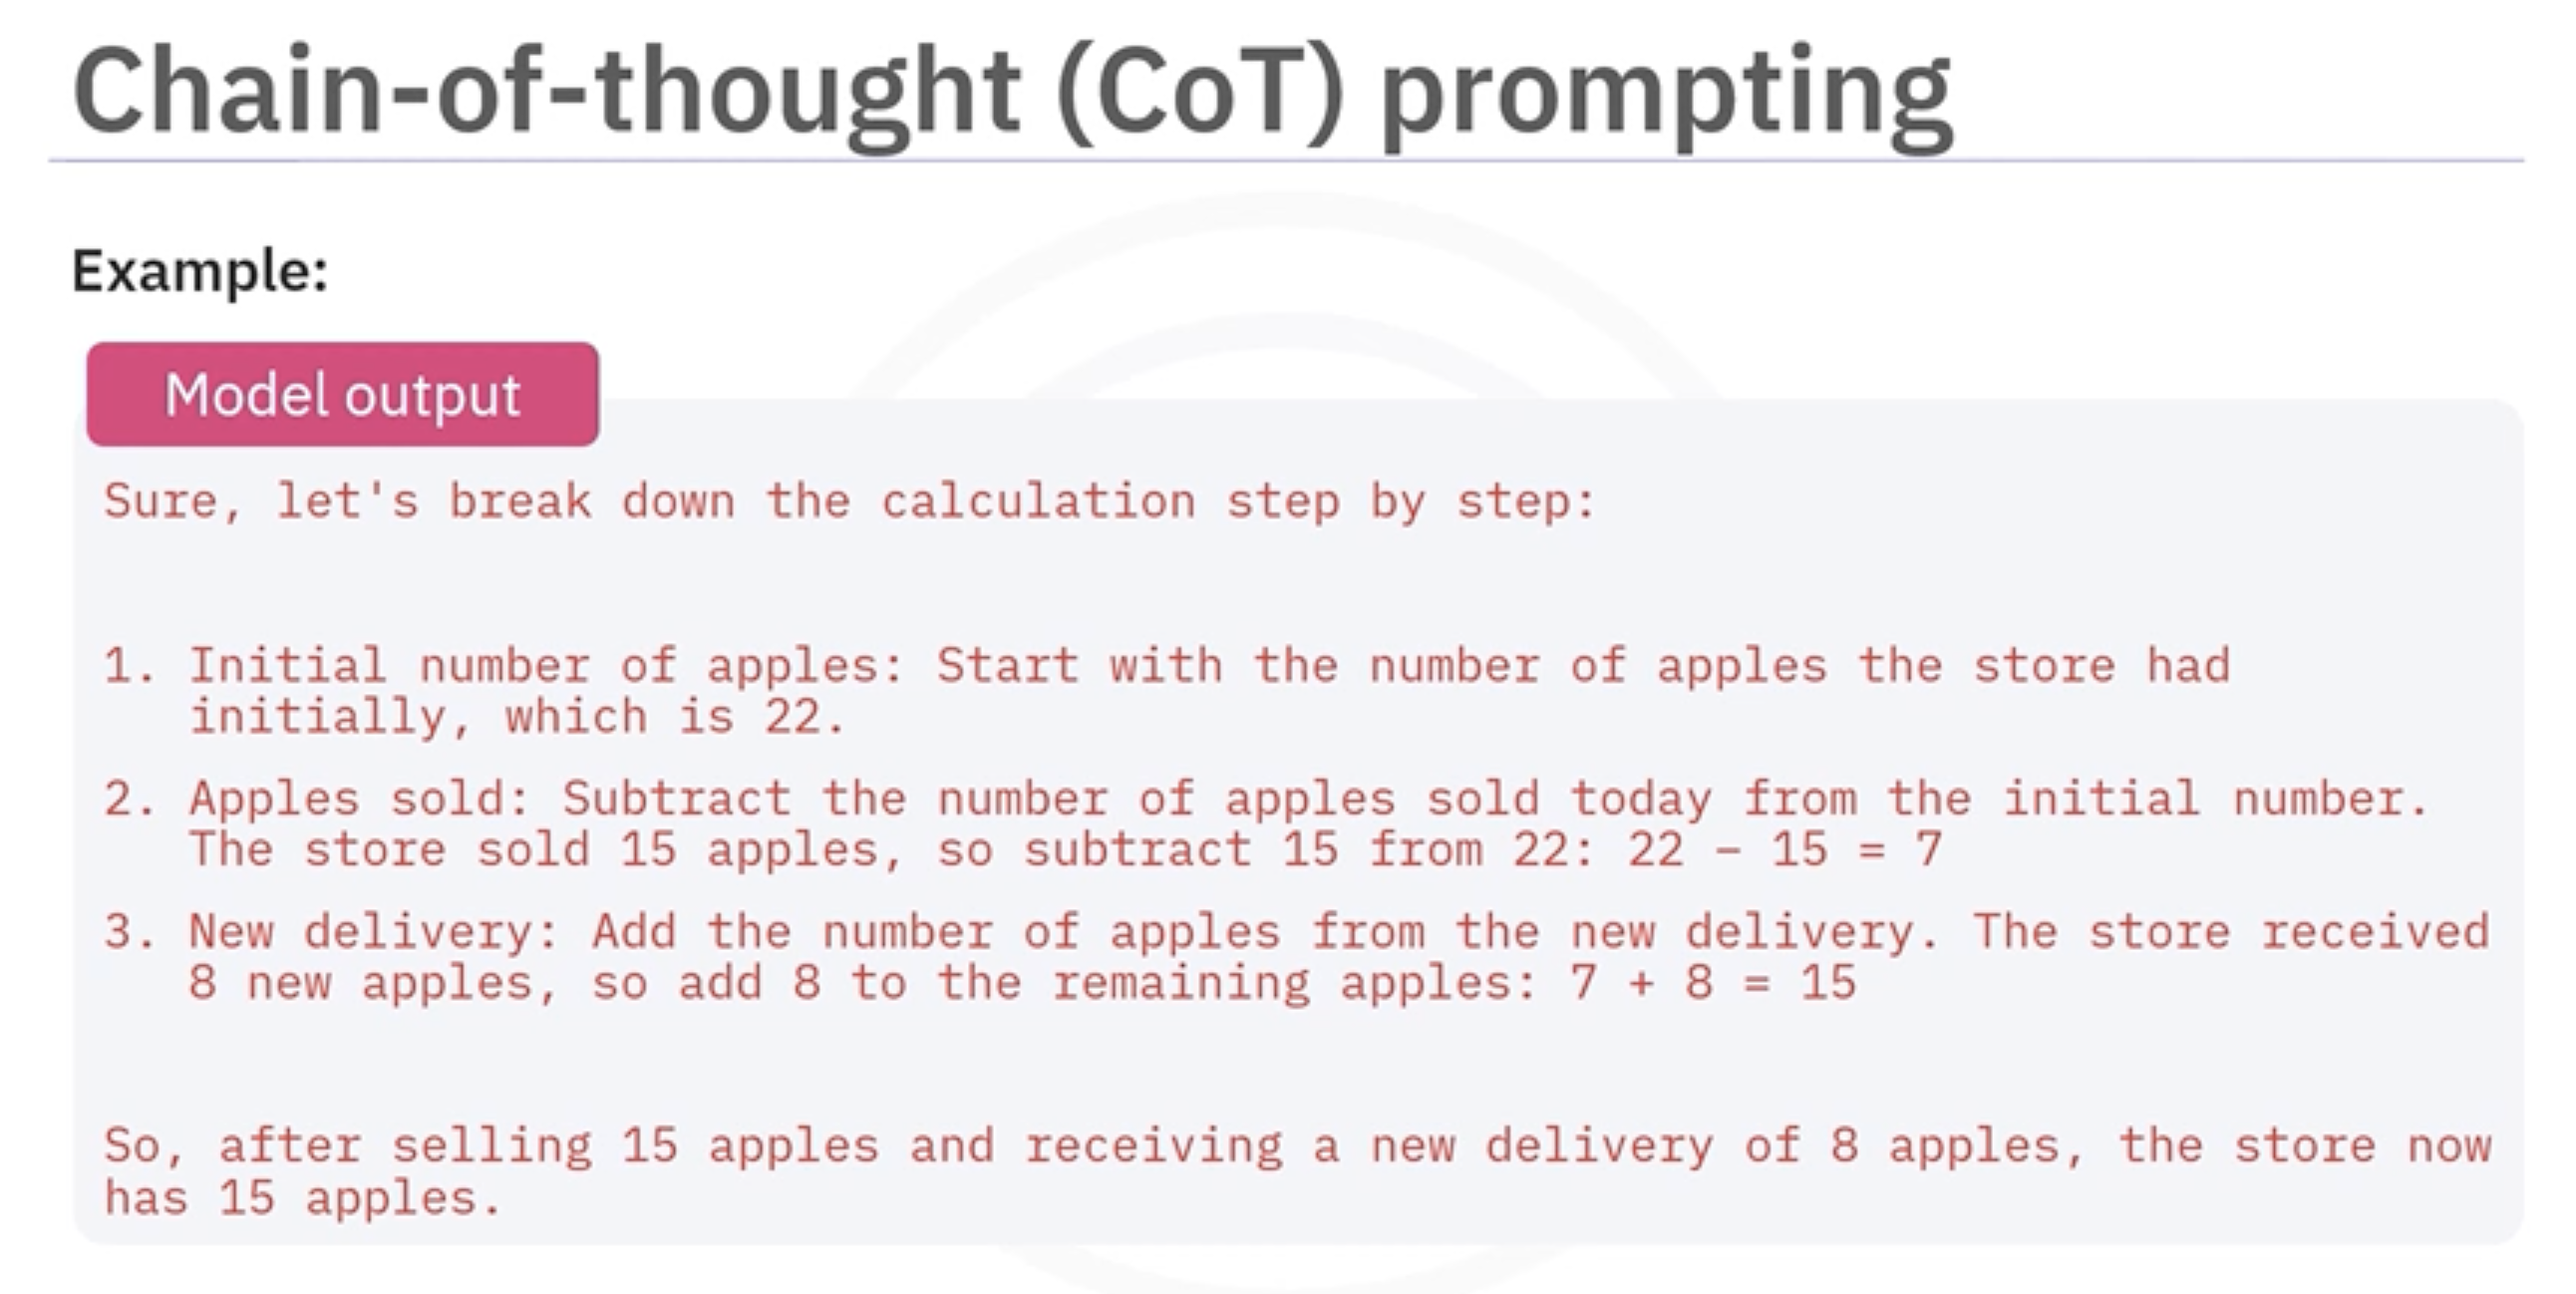 Chain-of-thought (CoT) prompting
Example:
Model output
Sure, let's break down the calculation step by step:
1. Initial number of apples: Start with the number of apples the store had
initially, which is 22.
2. Apples sold: Subtract the number of apples sold today from the initial number.
The store sold 15 apples, so subtract 15 from 22: 22 – 15 = 7
3. New delivery: Add the number of apples from the new delivery. The store received
8 new apples, so add 8 to the remaining apples: 7 + 8 = 15
So, after selling 15 apples and receiving a new delivery of 8 apples, the store now
has 15 apples.